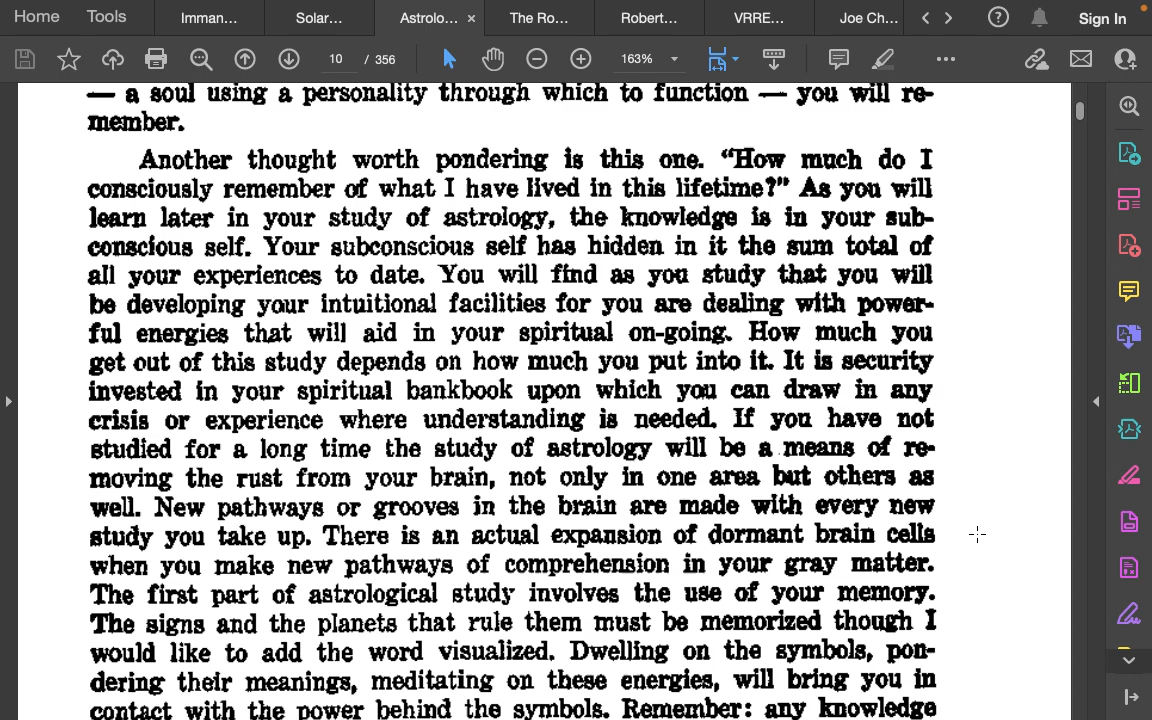 Home Tools Imman... Solar... Astrolo... × The Ro... Robert... VRRE... Joe Ch... Sign In
10 / 356 163%
— a soul using a personality through which to function — you will re-
member.
Another thought worth pondering is this one. "How much do I
consciously remember of what I have lived in this lifetime?" As you will
learn later in your study of astrology, the knowledge is in your sub-
conscious self. Your subconscious self has hidden in it the sum total of
all your experiences to date. You will find as you study that you will
be developing your intuitional facilities for you are dealing with power-
ful energies that will aid in your spiritual on-going. How much you
get out of this study depends on how much you put into it. It is security
invested in your spiritual bankbook upon which you can draw in any
crisis or experience where understanding is needed. If you have not
studied for a long time the study of astrology will be a means of re-
moving the rust from your brain, not only in one area but others as
well. New pathways or grooves in the brain are made with every new
study you take up. There is an actual expansion of dormant brain cells
when you make new pathways of comprehension in your gray matter.
The first part of astrological study involves the use of your memory.
The signs and the planets that rule them must be memorized though I
would like to add the word visualized. Dwelling on the symbols, pon-
dering their meanings, meditating on these energies, will bring you in
contact with the power behind the symbols. Remember: any knowledge